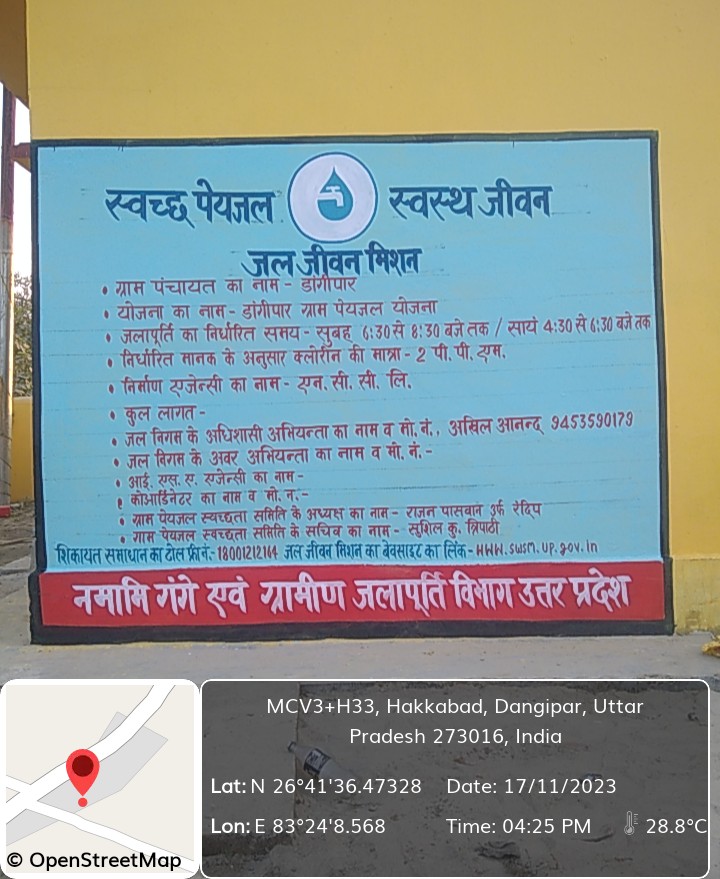 स्वच्छ पेयजल स्वस्थ जीवन
जल जीवन मिशन
• ग्राम पंचायत का नाम - डांगीपार
• योजना का नाम - डांगीपार ग्राम पेयजल योजना
• जलापूर्ति का निर्धारित समय - सुबह 6:30 से 8:30 बजे तक / सायं 4:30 से 6:30 बजे तक
• निर्धारित मानक के अनुसार क्लोरीन की मात्रा - 2 पी. पी. एम.
• निर्माण एजेन्सी का नाम - एन. सी. सी. लि.
• कुल लागत -
• जल निगम के अधिशासी अभियन्ता का नाम व मो. नं., अखिल आनन्द 9453590179
• जल निगम के अवर अभियन्ता का नाम व मो. नं. -
• आई. एस. ए. एजेन्सी का नाम -
• कोआर्डिनेटर का नाम व मो. न. -
• ग्राम पेयजल स्वच्छता समिति के अध्यक्ष का नाम - राजन पासवान उर्फ रंदिप
• गाम पेयजल स्वच्छता समिति के सचिव का नाम - सुशिल कु. त्रिपाठी
शिकायत समाधान का टोल फ्री नं. - 18001212164 जल जीवन मिशन का बेवसाइट का लिंक - WWW.swsm.up.gov.in
नमामि गंगे एवं ग्रामीण जलापूर्ति विभाग उत्तर प्रदेश
MCV3+H33, Hakkabad, Dangipar, Uttar
Pradesh 273016, India
Lat: N 26°41'36.47328 Date: 17/11/2023
Lon: E 83°24'8.568 Time: 04:25 PM 28.8°C
© OpenStreetMap